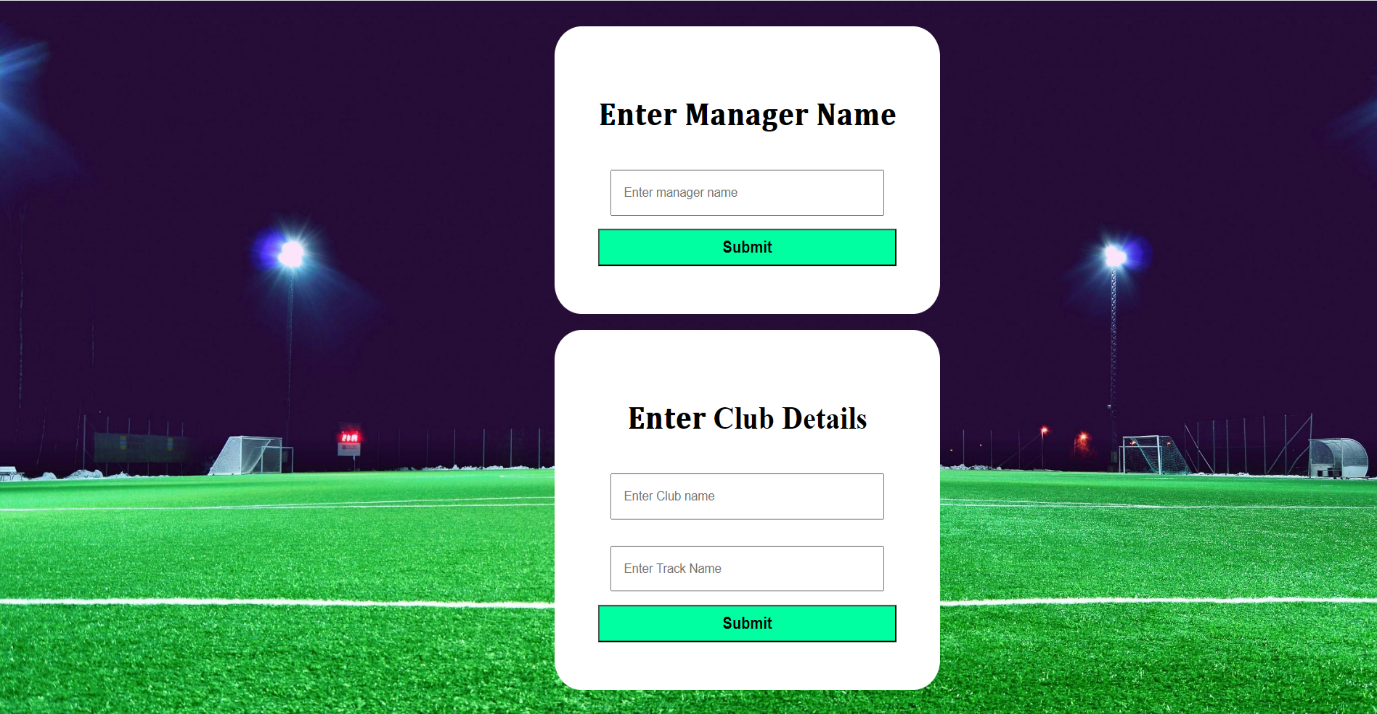 Enter Manager Name
Enter manager name
Submit
Enter Club Details
Enter Club name
Enter Track Name
Submit